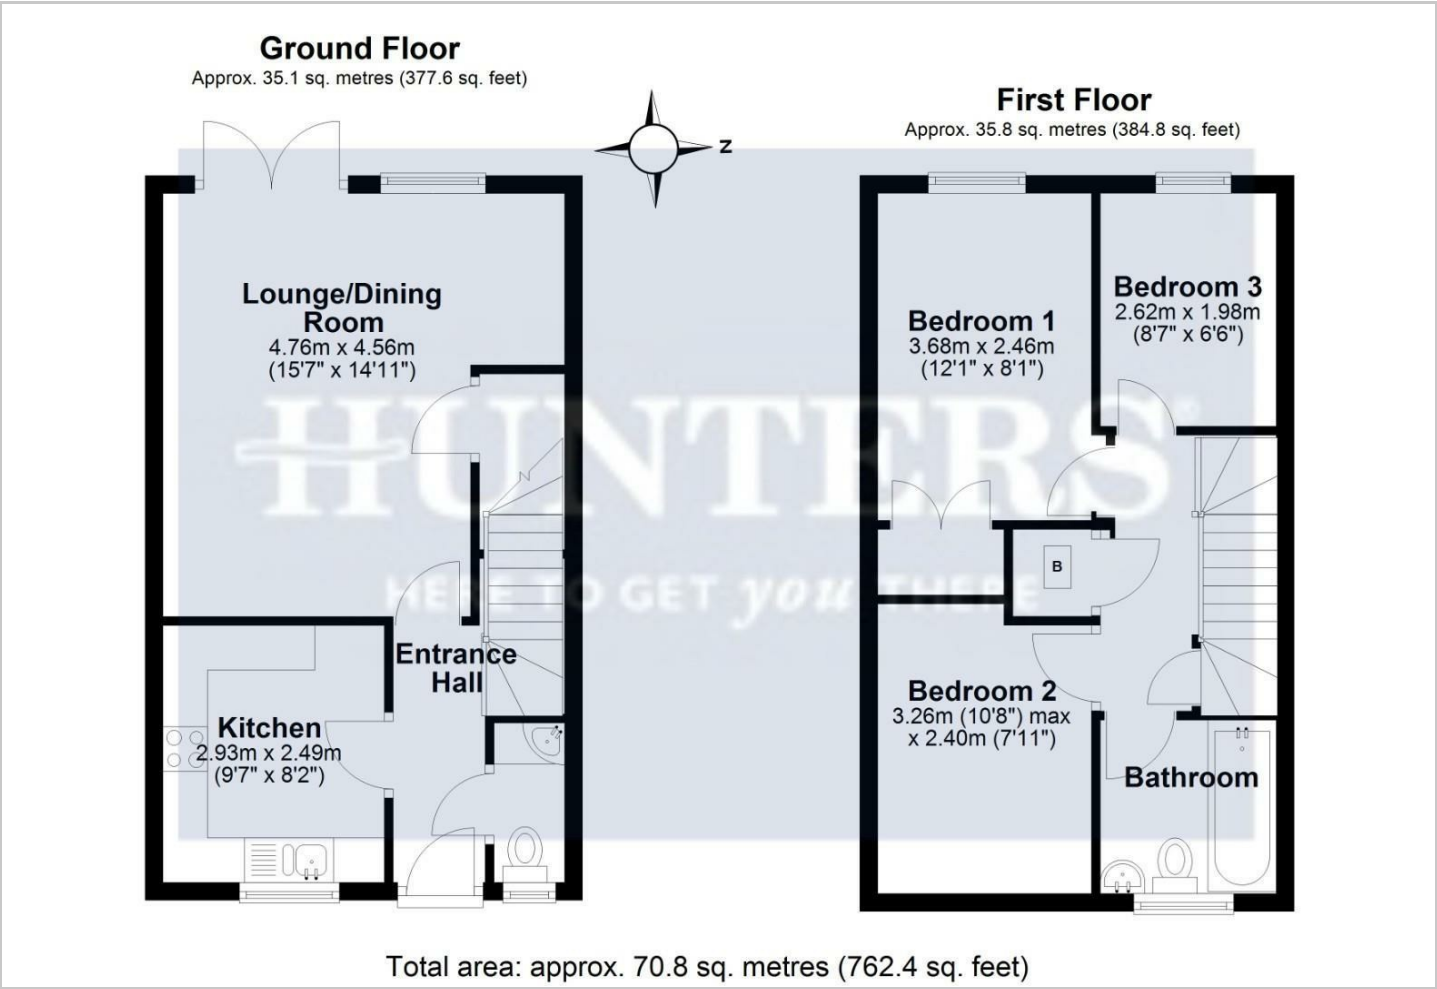 Ground Floor
Approx. 35.1 sq. metres (377.6 sq. feet)
First Floor
Approx. 35.8 sq. metres (384.8 sq. feet)
Z
Lounge/Dining
Room
4.76m x 4.56m
(15'7" x 14'11")
Entrance
Hall
Kitchen
2.93m x 2.49m
(9'7" x 8'2")
Bedroom 1
3.68m x 2.46m
(12'1" x 8'1")
Bedroom 3
2.62m x 1.98m
(8'7" x 6'6")
B
Bedroom 2
3.26m (10'8") max
x 2.40m (7'11")
Bathroom
HUNTERS®
HERE TO GET you THERE
Total area: approx. 70.8 sq. metres (762.4 sq. feet)